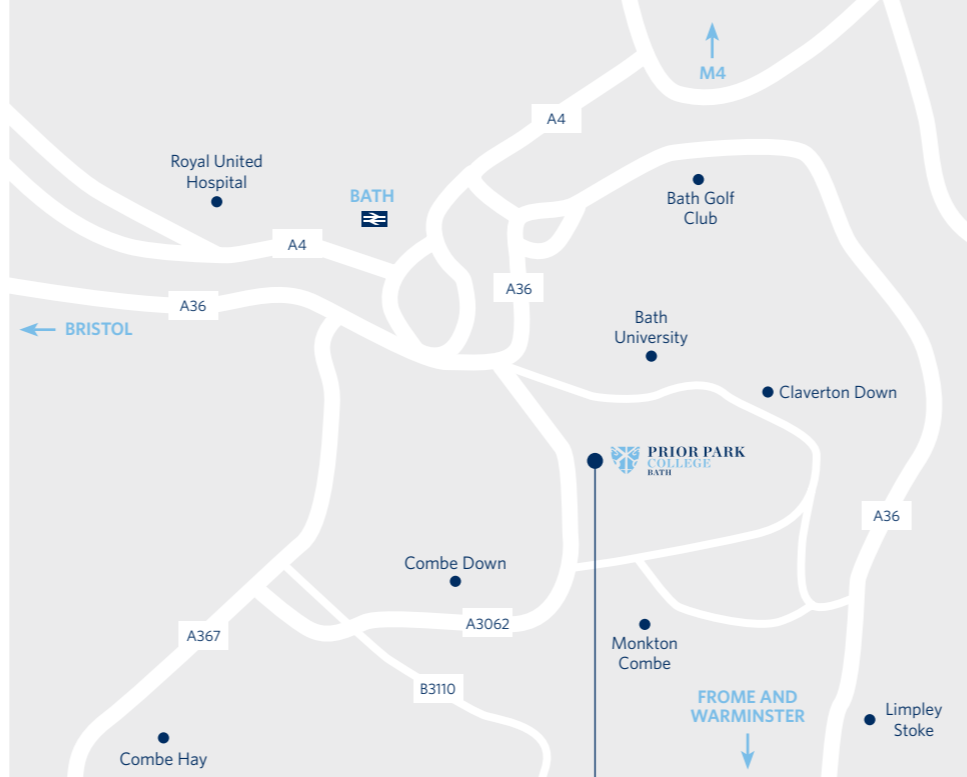 M4
A4
Royal United
Hospital
BATH
Bath Golf
Club
A4
A36
A36
BRISTOL
Bath
University
Claverton Down
PRIOR PARK
COLLEGE
BATH
A36
Combe Down
A3062
A367
Monkton
Combe
B3110
FROME AND
WARMINSTER
Limpley
Stoke
Combe Hay